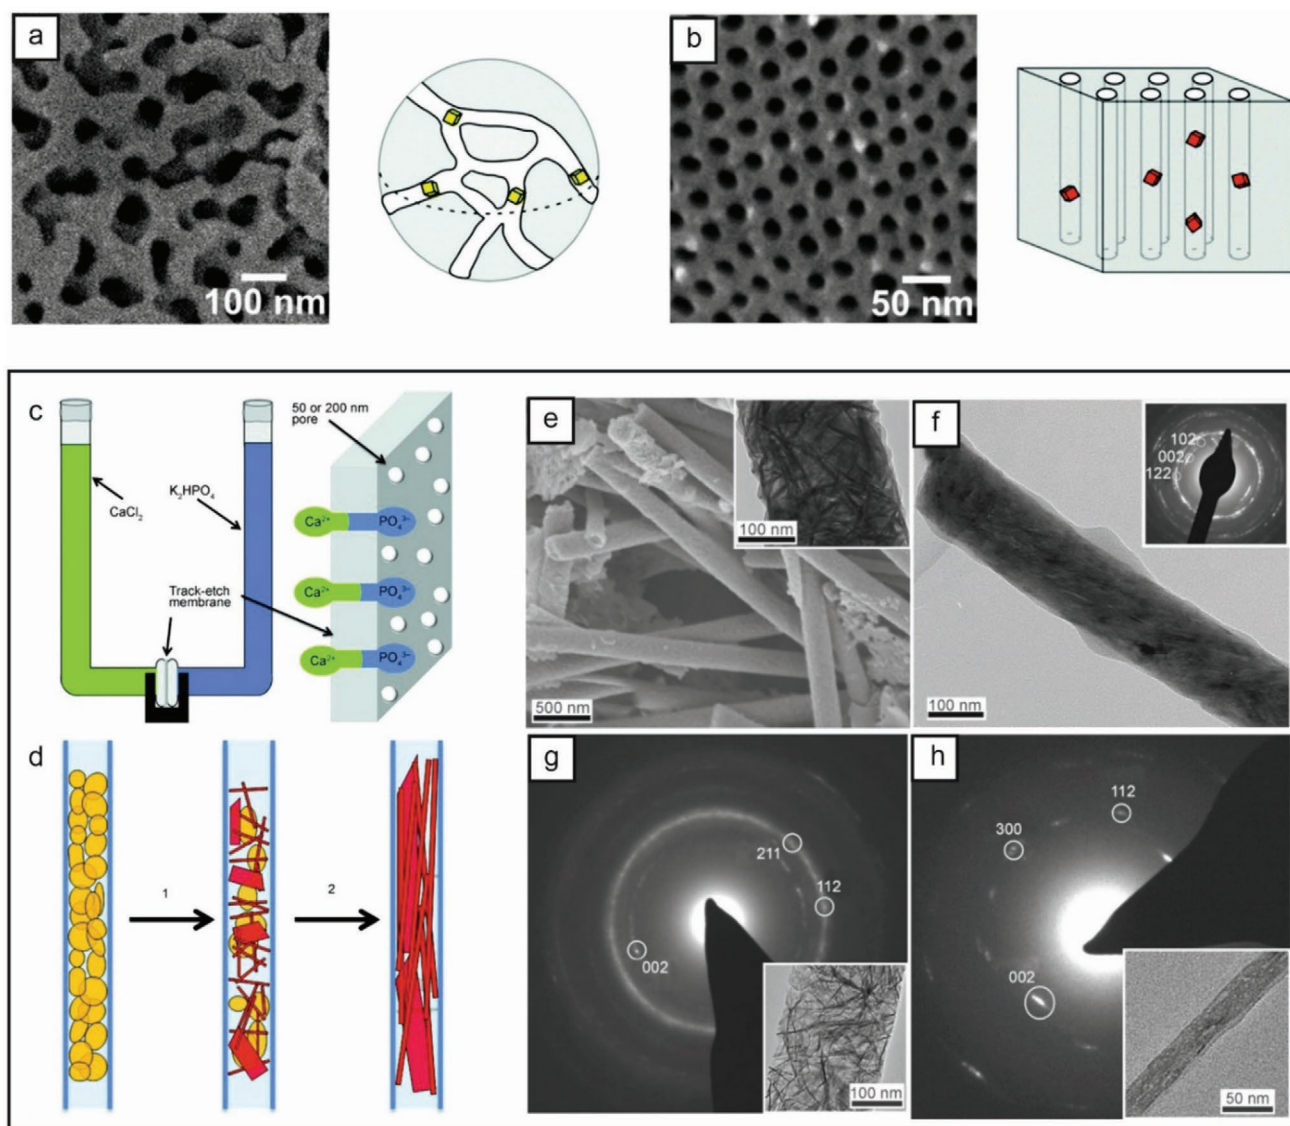 a
100 nm
b
50 nm
c
CaCl₂
K₂HPO₄
Track-etch
membrane
50 or 200 nm
pore
Ca²⁺
PO₄³⁻
Ca²⁺
PO₄³⁻
Ca²⁺
PO₄³⁻
d
1
2
e
100 nm
500 nm
f
102
002
122
100 nm
g
211
112
002
100 nm
h
112
300
002
50 nm